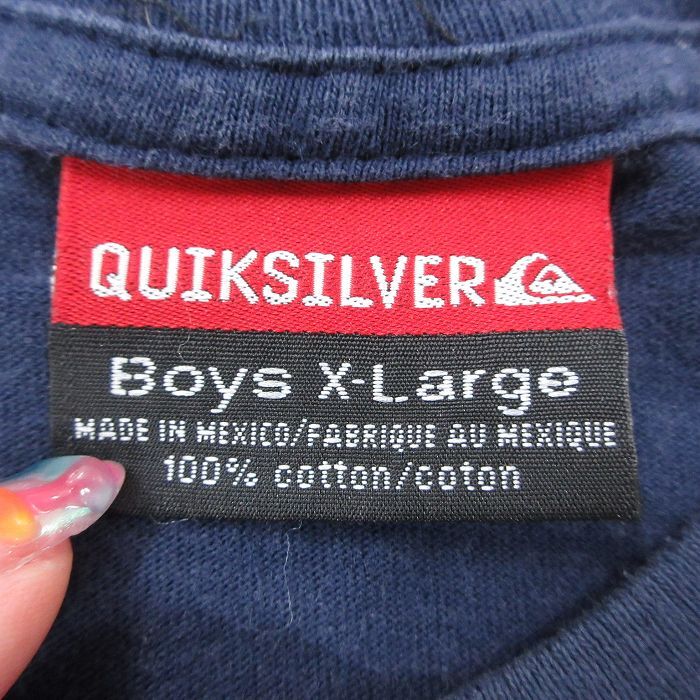 QUIKSILVER
Boys X-Large
MADE IN MEXICO/FABRIQUE AU MEXIQUE
100% cotton/coton